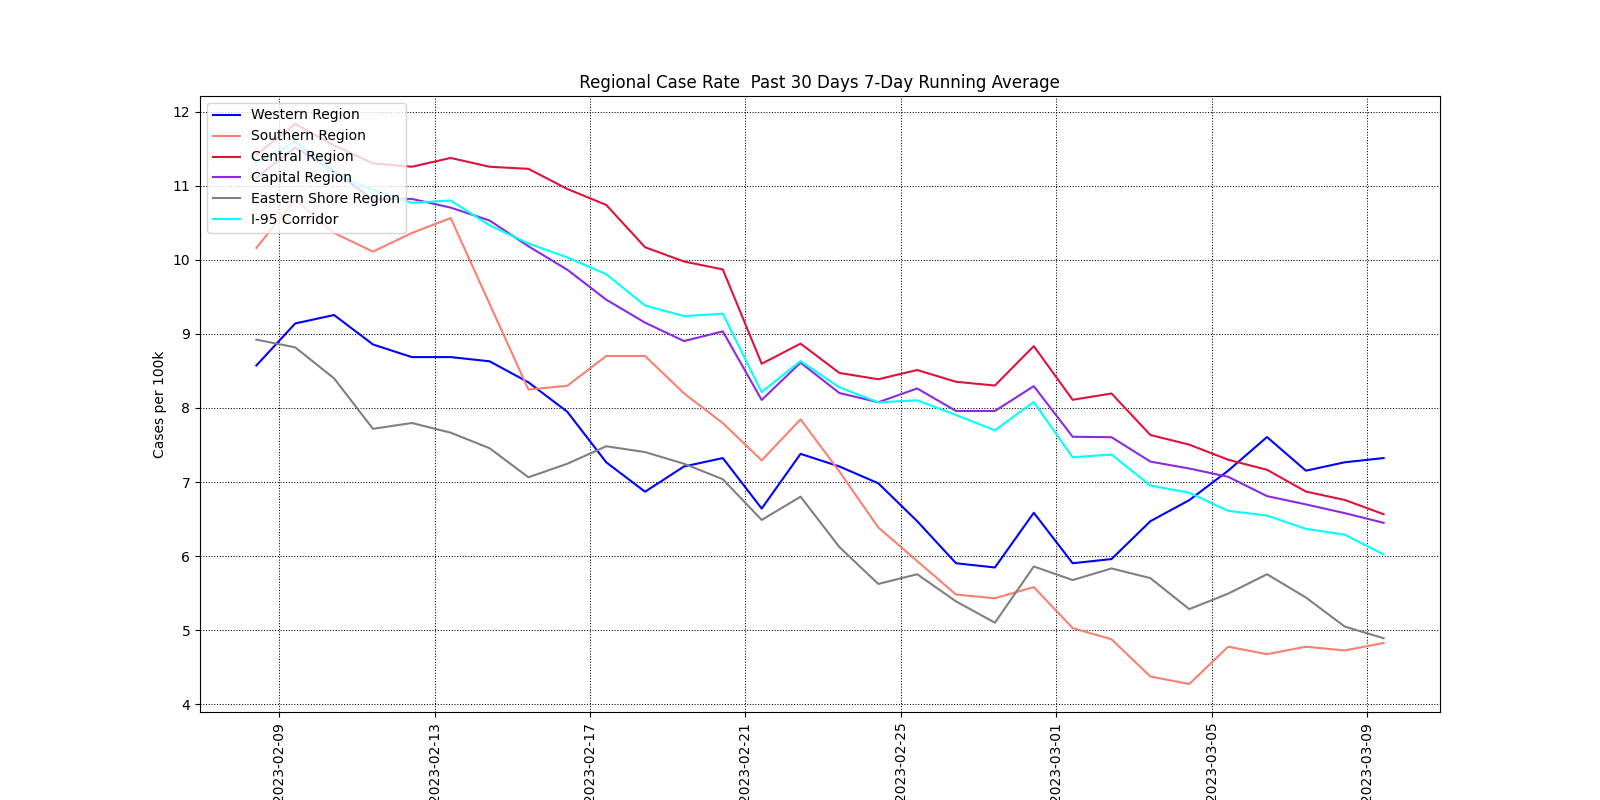 Regional Case Rate  Past 30 Days 7-Day Running Average
Western Region
Southern Region
Central Region
Capital Region
Eastern Shore Region
I-95 Corridor
Cases per 100k
12
11
10
9
8
7
6
5
4
2023-02-09
2023-02-13
2023-02-17
2023-02-21
2023-02-25
2023-03-01
2023-03-05
2023-03-09